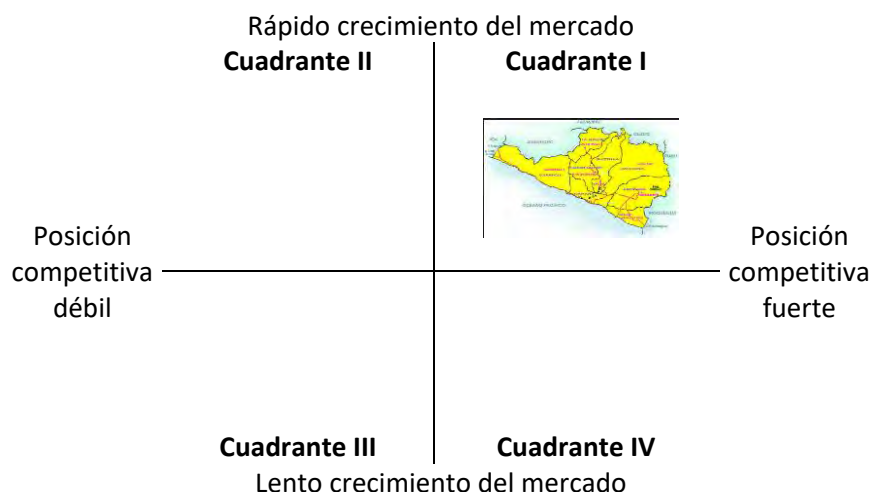 Rápido crecimiento del mercado
Cuadrante II
Cuadrante I
Posición
competitiva
débil
Posición
competitiva
fuerte
Cuadrante III
Cuadrante IV
Lento crecimiento del mercado